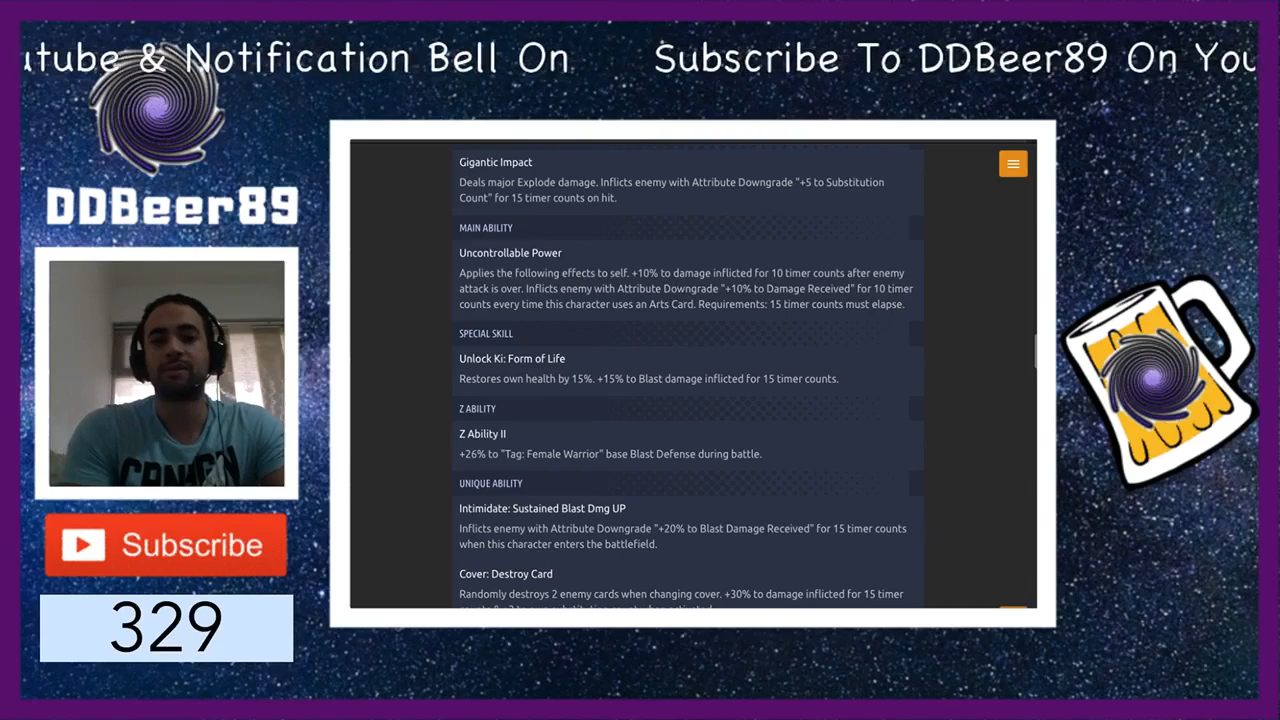 utube & Notification Bell On Subscribe To DDBeer89 On You
DDBeer89
Gigantic Impact
Deals major Explode damage. Inflicts enemy with Attribute Downgrade "+5 to Substitution
Count" for 15 timer counts on hit.
MAIN ABILITY
Uncontrollable Power
Applies the following effects to self. +10% to damage inflicted for 10 timer counts after enemy
attack is over. Inflicts enemy with Attribute Downgrade "+10% to Damage Received" for 10 timer
counts every time this character uses an Arts Card. Requirements: 15 timer counts must elapse.
SPECIAL SKILL
Unlock Ki: Form of Life
Restores own health by 15%. +15% to Blast damage inflicted for 15 timer counts.
Z ABILITY
Z Ability II
+26% to "Tag: Female Warrior" base Blast Defense during battle.
UNIQUE ABILITY
Intimidate: Sustained Blast Dmg UP
Inflicts enemy with Attribute Downgrade "+20% to Blast Damage Received" for 15 timer counts
when this character enters the battlefield.
Cover: Destroy Card
Randomly destroys 2 enemy cards when changing cover. +30% to damage inflicted for 15 timer
Subscribe
329